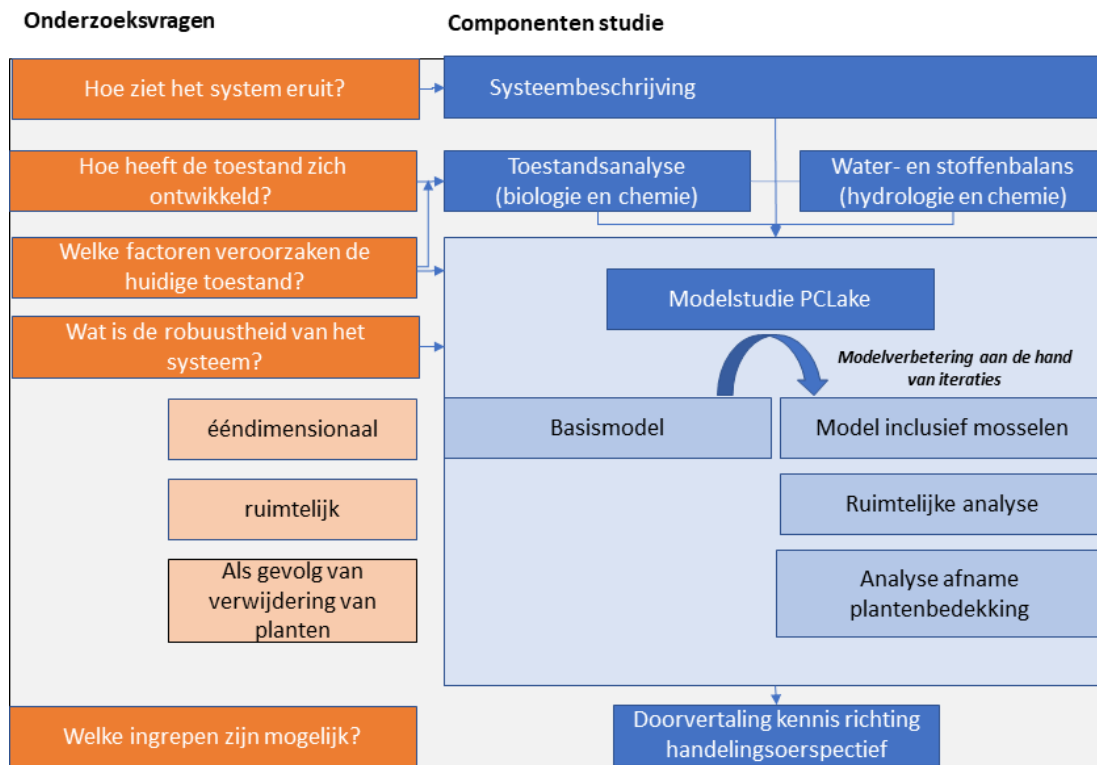 Onderzoeksvragen
Componenten studie
Hoe ziet het system eruit?
Systeembeschrijving
Hoe heeft de toestand zich
ontwikkeld?
Toestandsanalyse
(biologie en chemie)
Water- en stoffenbalans
(hydrologie en chemie)
Welke factoren veroorzaken de
huidige toestand?
Modelstudie PCLake
Wat is de robuustheid van het
systeem?
Modelverbetering aan de hand
van iteraties
ééndimensionaal
Basismodel
Model inclusief mosselen
ruimtelijk
Ruimtelijke analyse
Als gevolg van
verwijdering van
planten
Analyse afname
plantenbedekking
Welke ingrepen zijn mogelijk?
Doorvertaling kennis richting
handelingsoerspectief